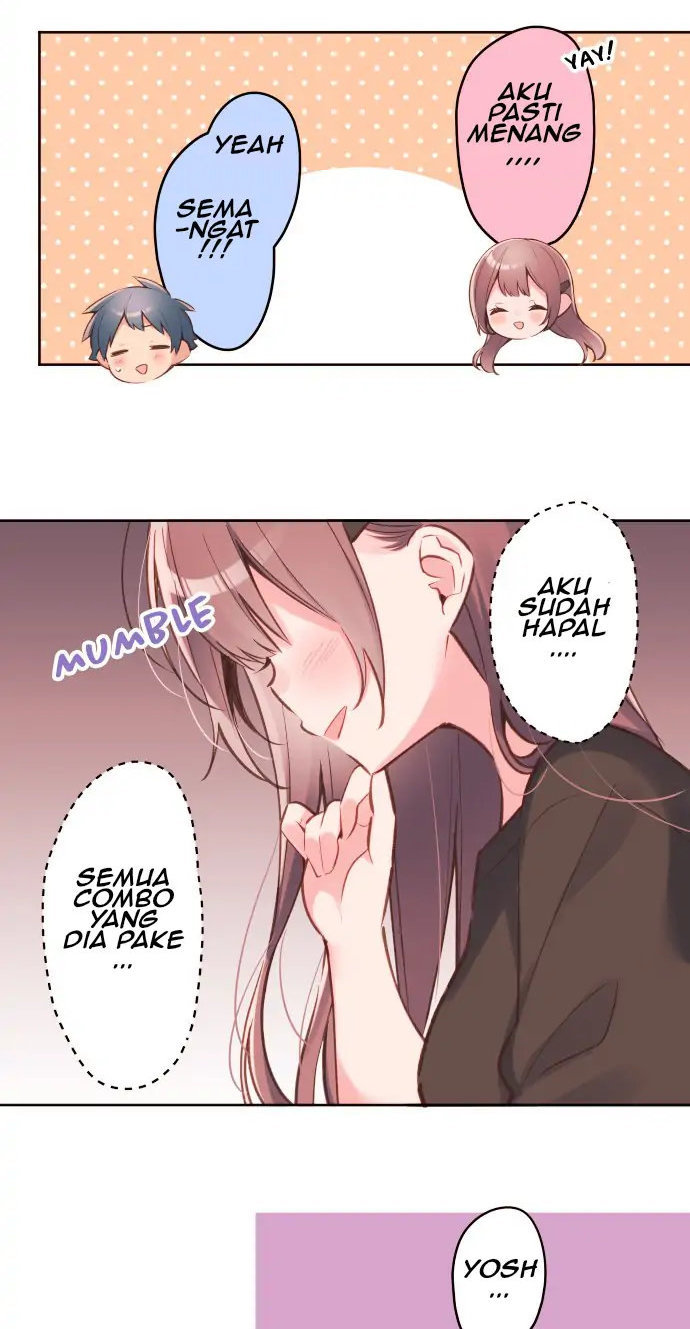 YAY!
AKU
PASTI
MENANG
....
YEAH
SEMA
-NGAT
!!!
AKU
SUDAH
HAPAL
....
MUMBLE
SEMUA
COMBO
YANG
DIA PAKE
...
YOSH
...